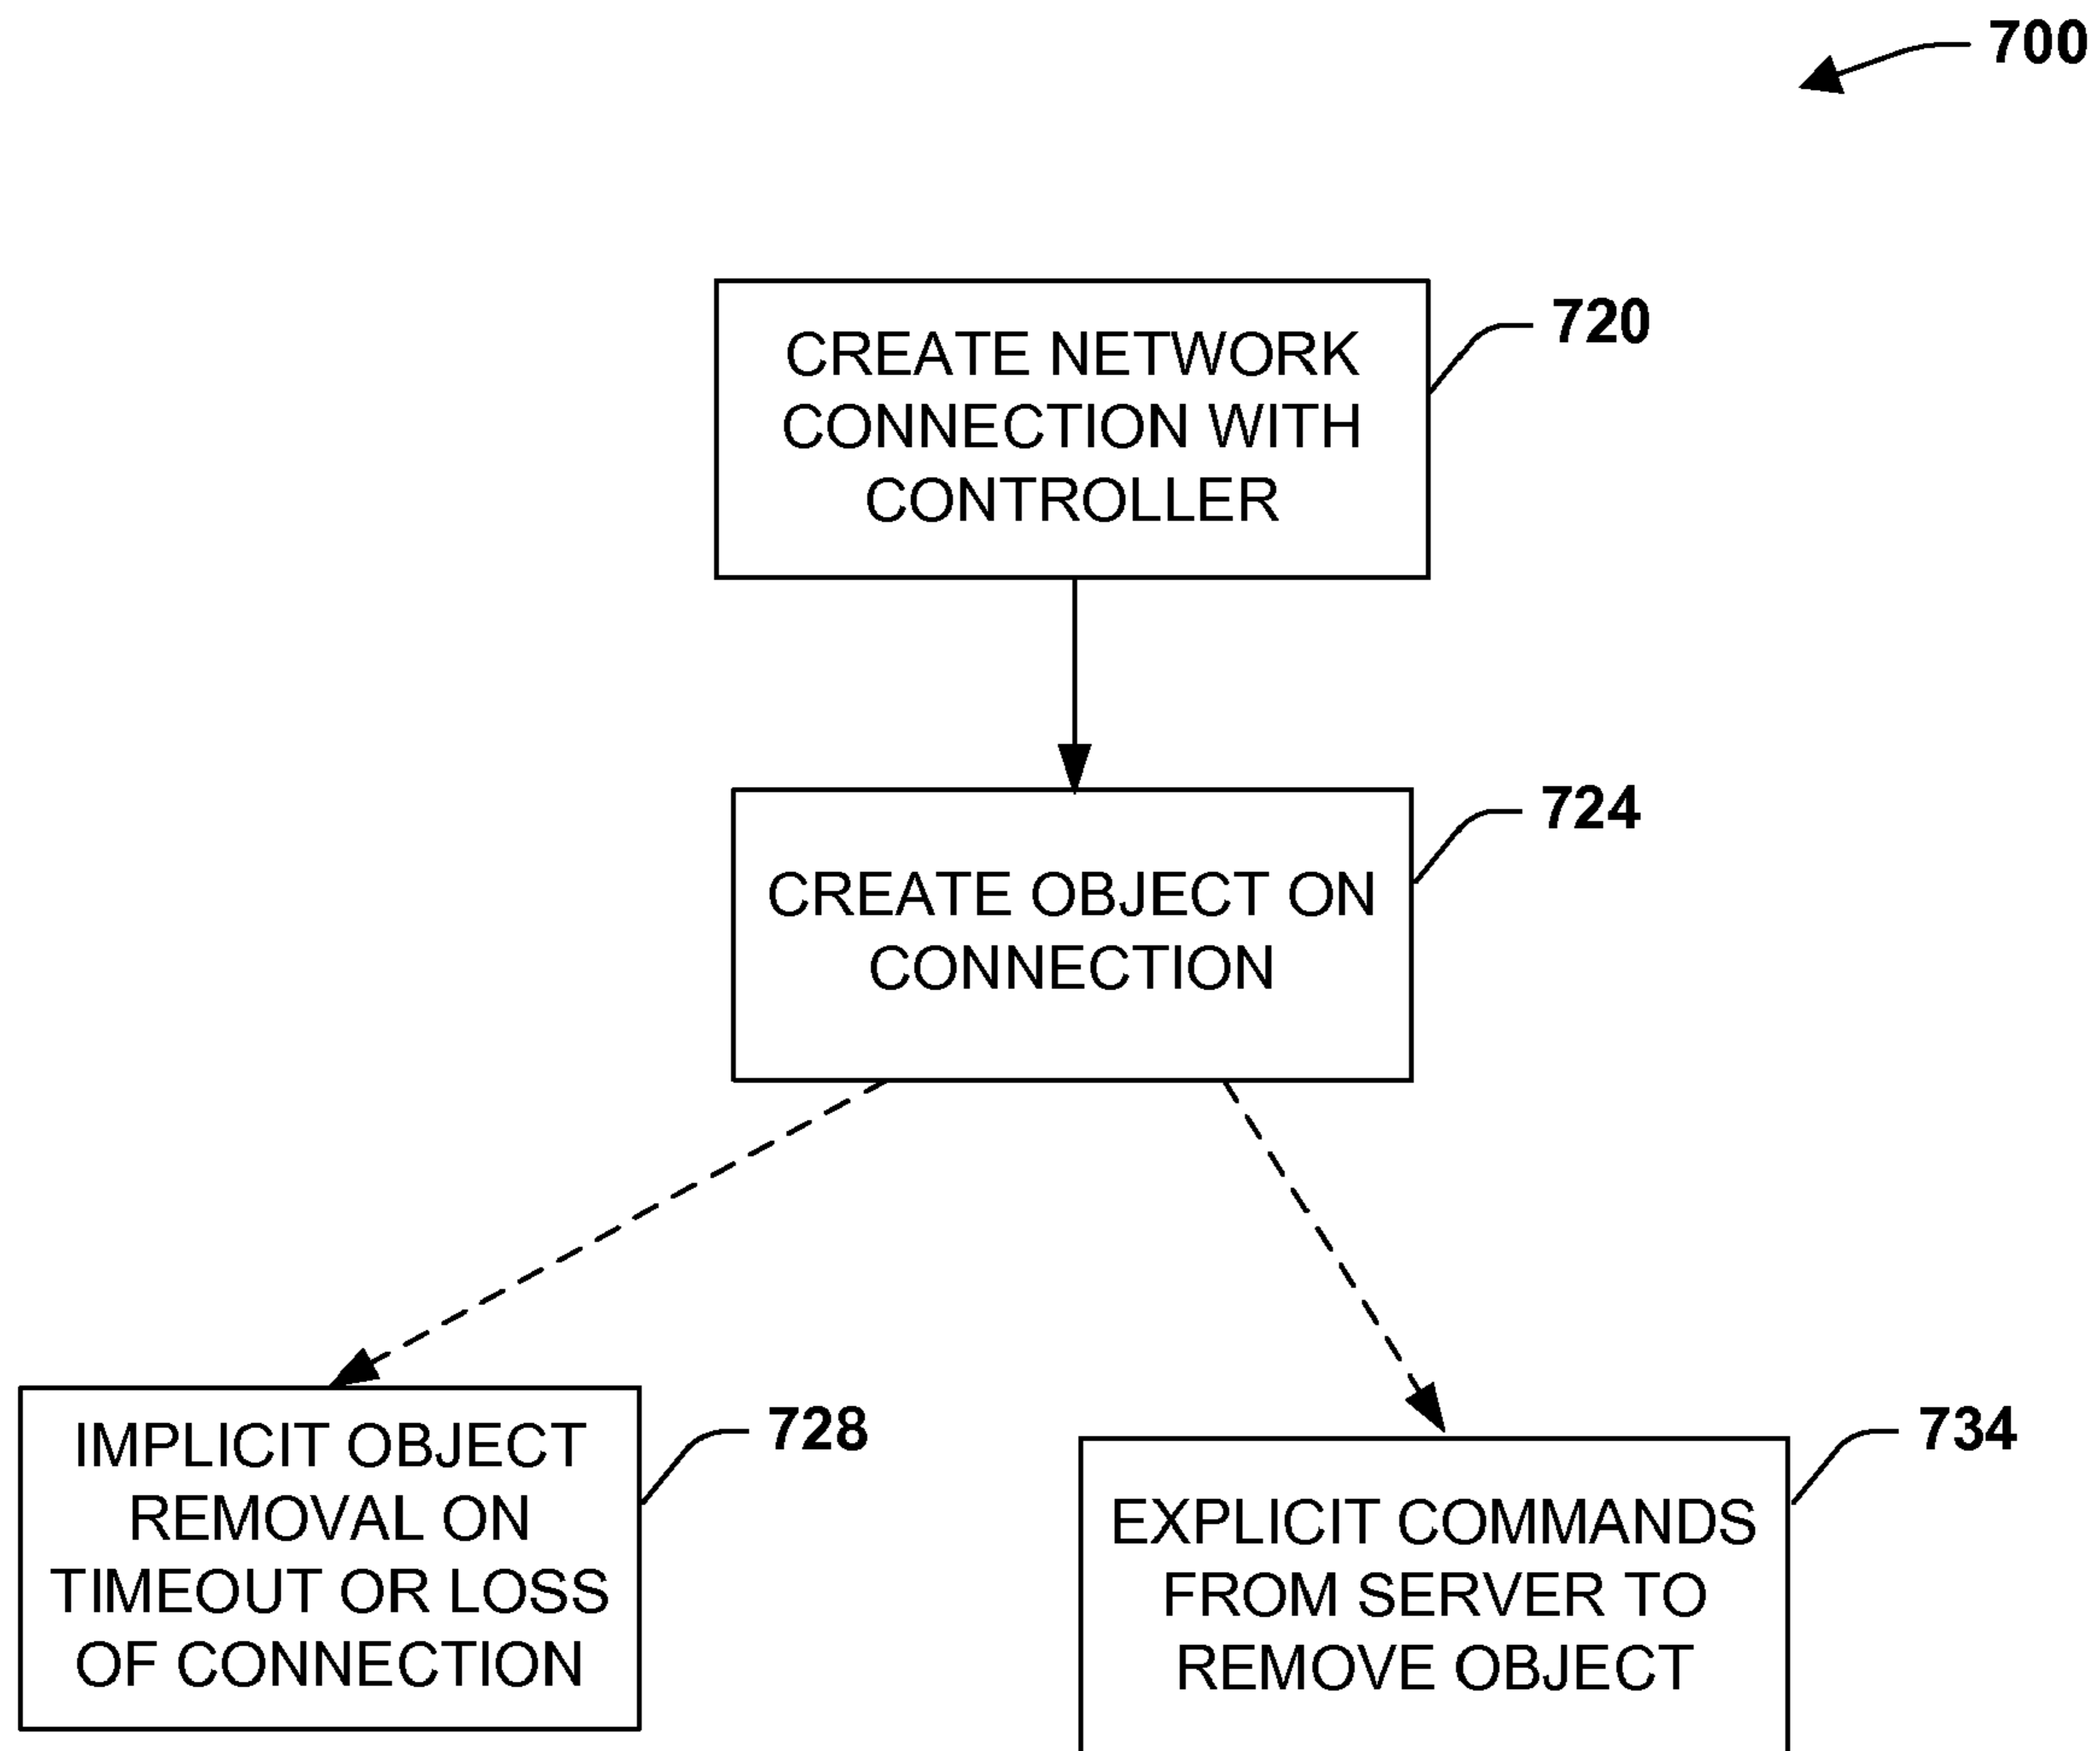 700
CREATE NETWORK
CONNECTION WITH
CONTROLLER
720
CREATE OBJECT ON
CONNECTION
724
IMPLICIT OBJECT
REMOVAL ON
TIMEOUT OR LOSS
OF CONNECTION
728
EXPLICIT COMMANDS
FROM SERVER TO
REMOVE OBJECT
734